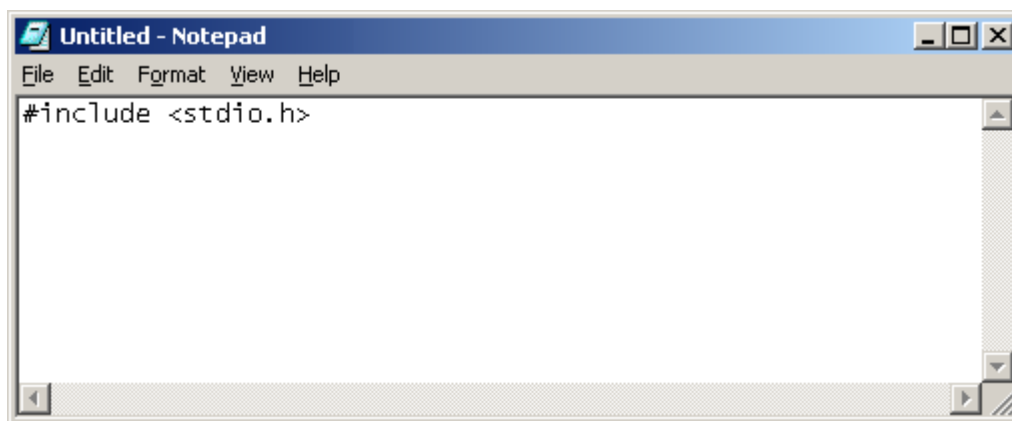 Untitled - Notepad
File Edit Format View Help
#include <stdio.h>